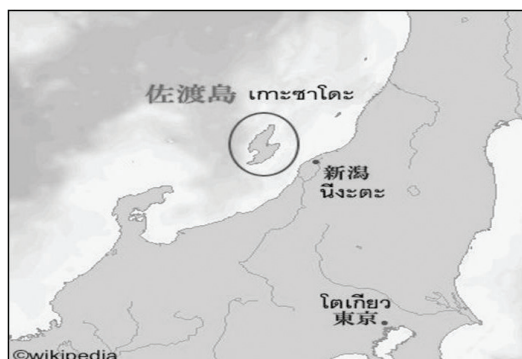 佐渡島 เกาะซาโดะ
新潟
นีงะตะ
โตเกียว
東京
©wikipedia